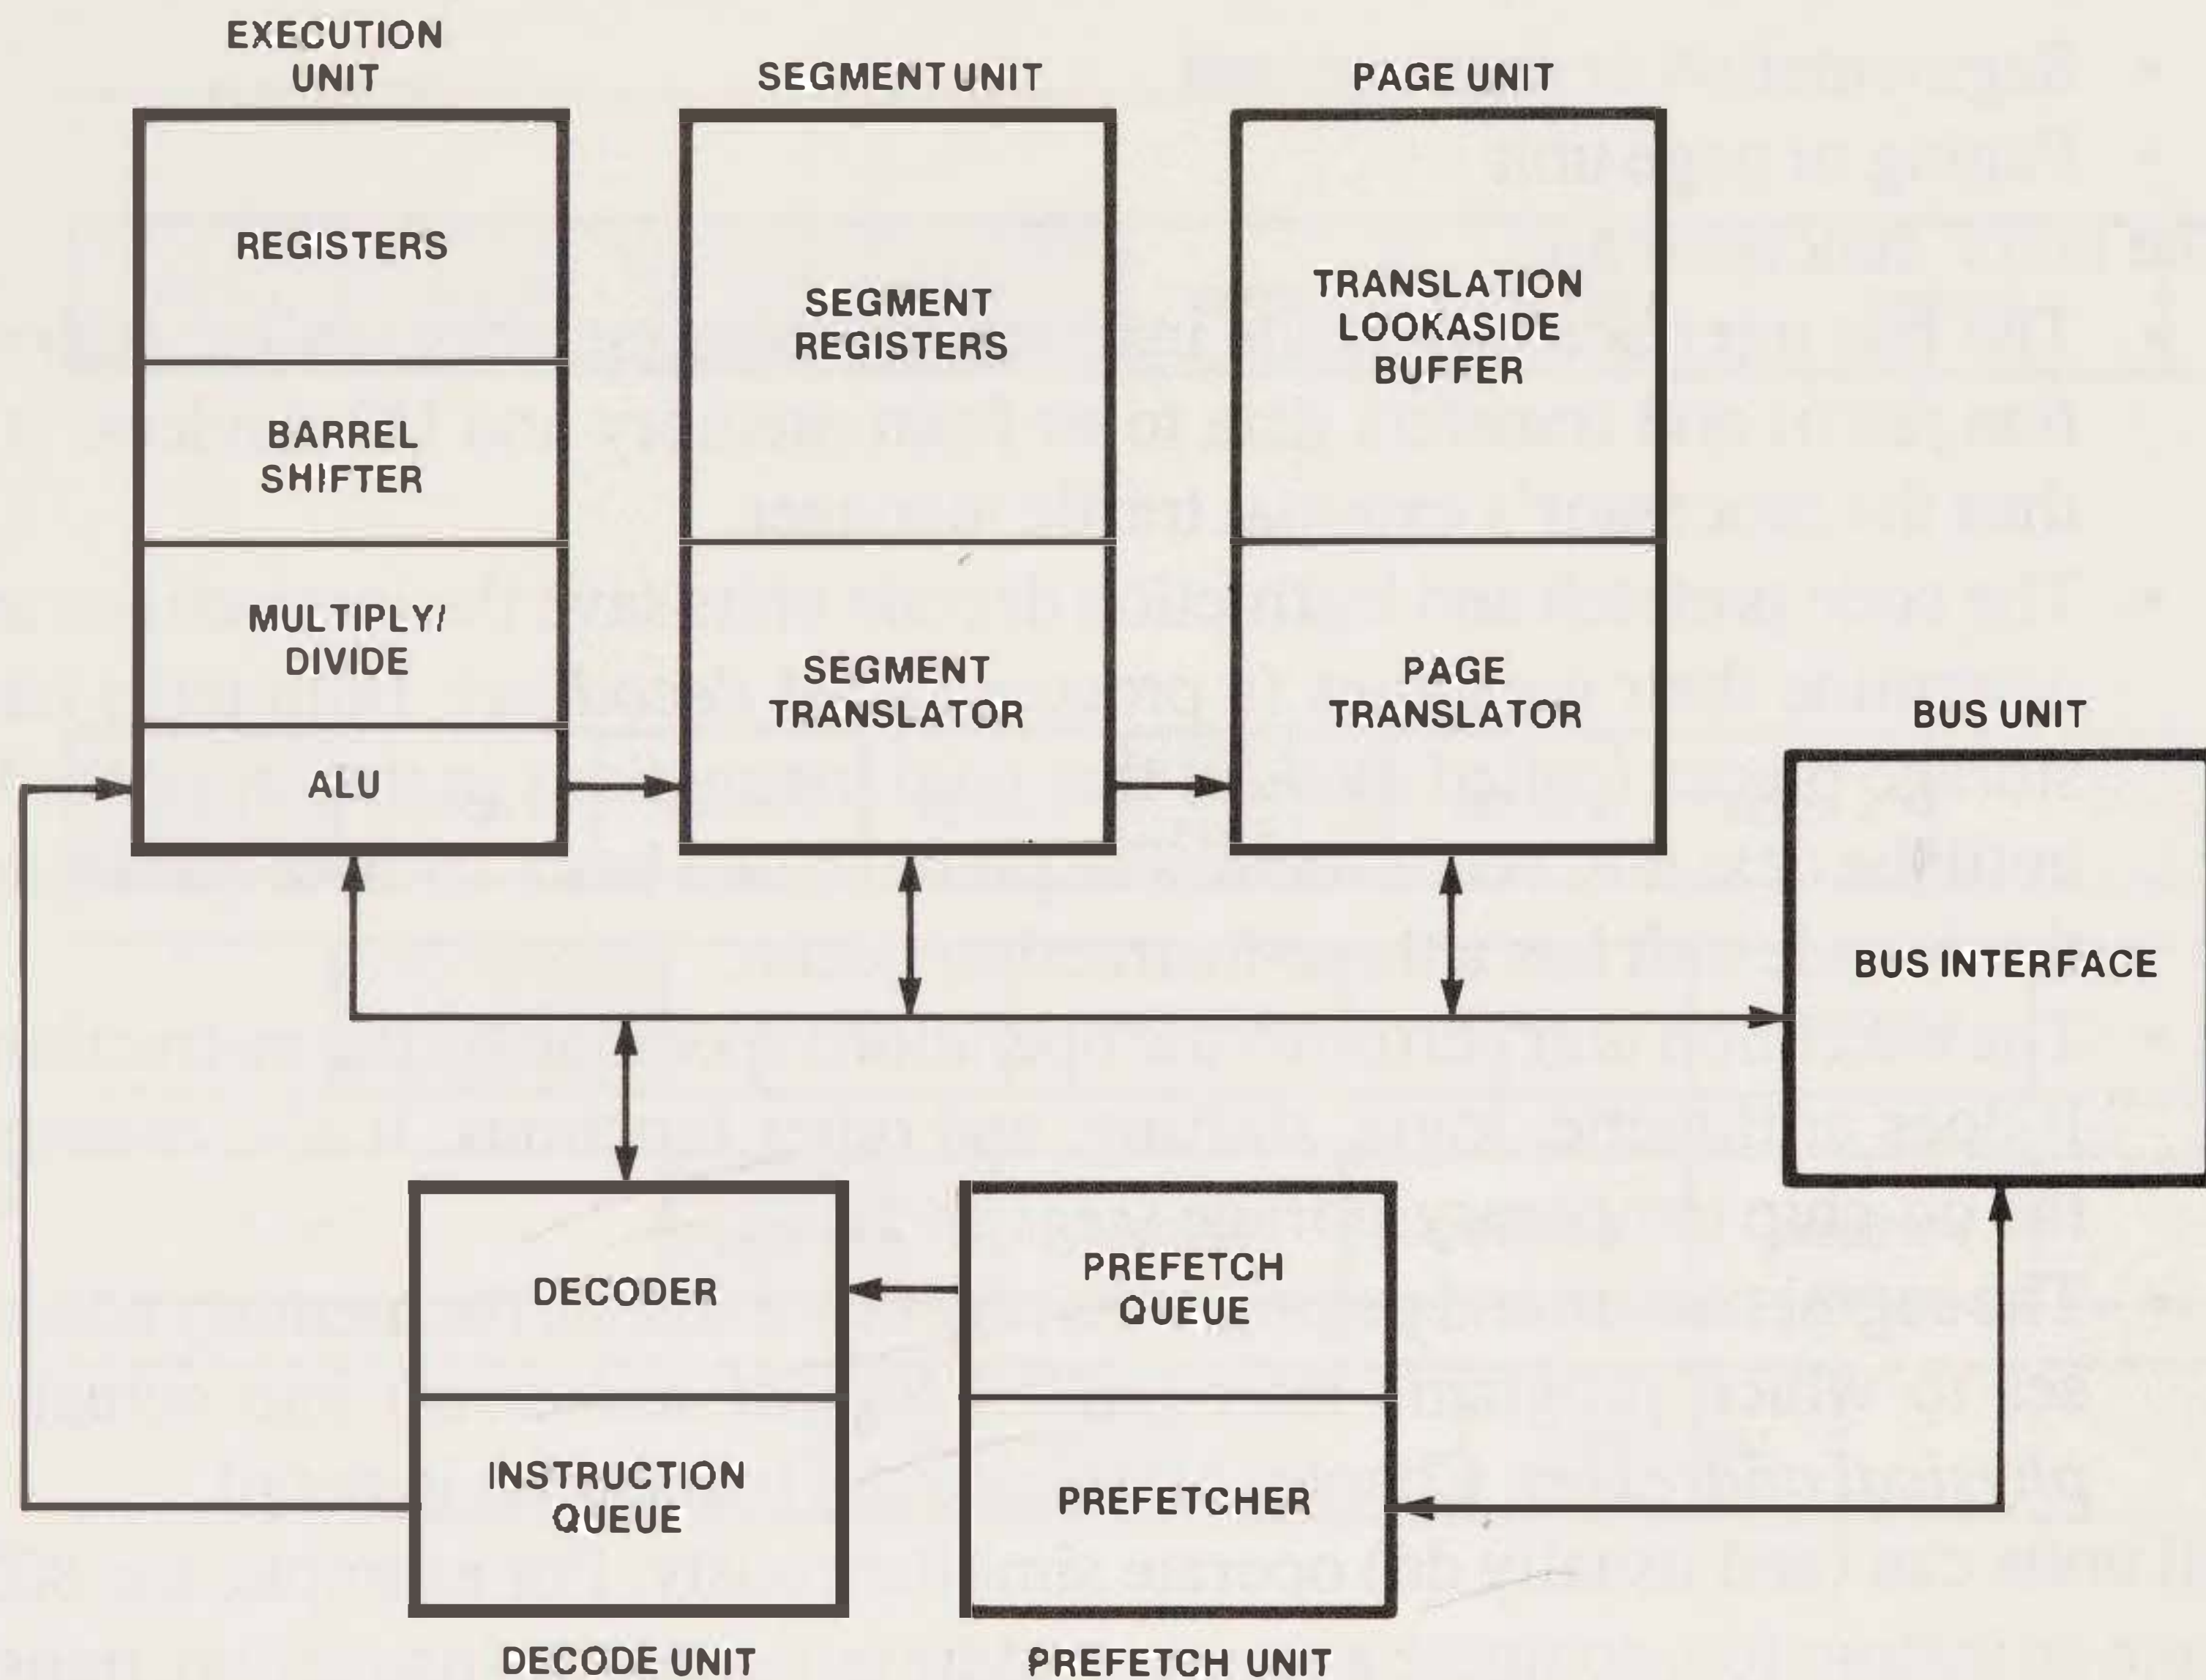 EXECUTION
UNIT
SEGMENT UNIT
PAGE UNIT
REGISTERS
BARREL
SHIFTER
MULTIPLY/
DIVIDE
ALU
SEGMENT
REGISTERS
SEGMENT
TRANSLATOR
TRANSLATION
LOOKASIDE
BUFFER
PAGE
TRANSLATOR
BUS UNIT
BUS INTERFACE
DECODER
INSTRUCTION
QUEUE
DECODE UNIT
PREFETCH
QUEUE
PREFETCHER
PREFETCH UNIT